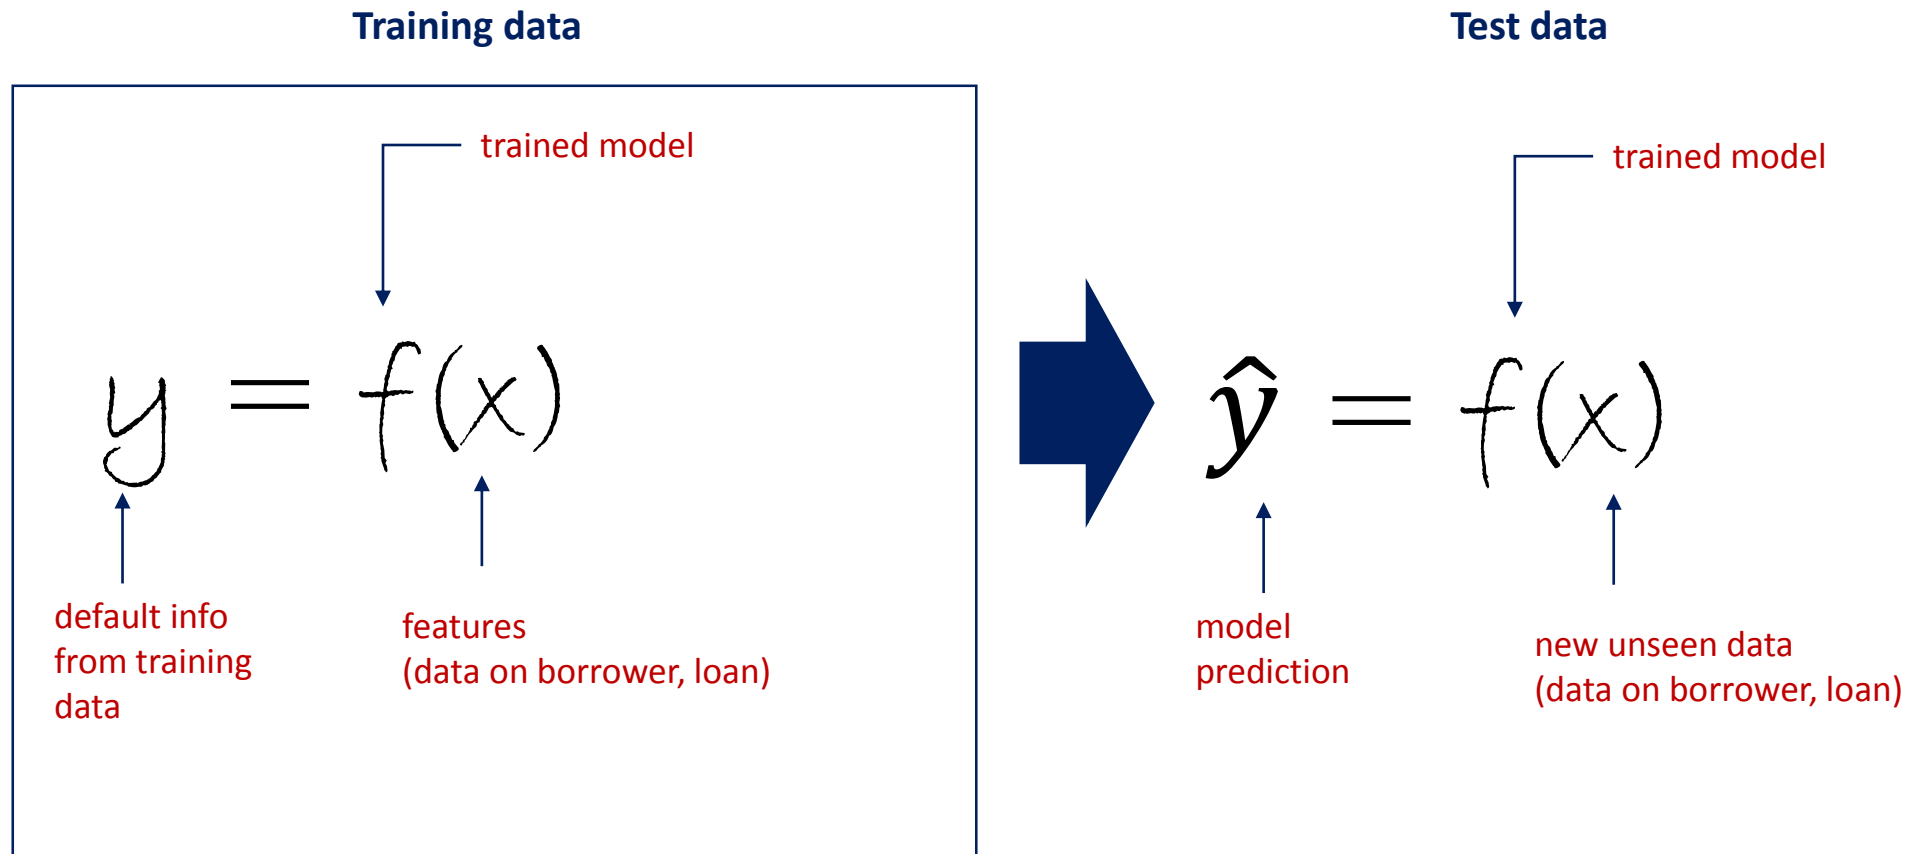 Training data
trained model
y = f(x)
default info
from training
data
features
(data on borrower, loan)
Test data
trained model
ŷ = f(x)
model
prediction
new unseen data
(data on borrower, loan)